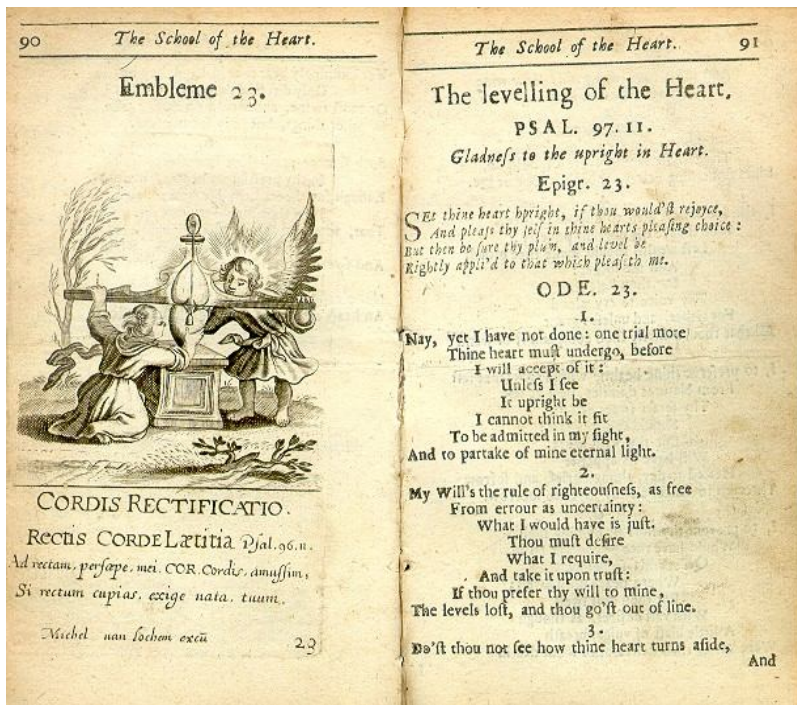 90 The School of the Heart.
Embleme 23.
CORDIS RECTIFICATIO.
Rectis CORDE Lætitia Psal. 96. 11.
Ad rectam, persæpe, mei, COR, Cordis, amussim,
Si rectum cupias, exige nata, tuum.
Michel van lochem excũ
23
The School of the Heart. 91
The levelling of the Heart.
PSAL. 97. 11.
Gladneſs to the upright in Heart.
Epigr. 23.
SEt thine heart upright, if thou would'ſt rejoyce,
And pleaſe thy ſelf in thine hearts pleaſing choice :
But then be ſure thy plum, and level be
Rightly appli'd to that which pleaſeth me.
ODE. 23.
1.
Nay, yet I have not done : one trial more
Thine heart muſt undergo, before
I will accept of it :
Unleſs I ſee
It upright be
I cannot think it fit
To be admitted in my ſight,
And to partake of mine eternal light.
2.
My Will's the rule of righteouſneſs, as free
From errour as uncertainty :
What I would have is juſt.
Thou muſt deſire
What I require,
And take it upon truſt :
If thou prefer thy will to mine,
The levels loſt, and thou go'ſt out of line.
3.
Do'ſt thou not ſee how thine heart turns aſide,
And